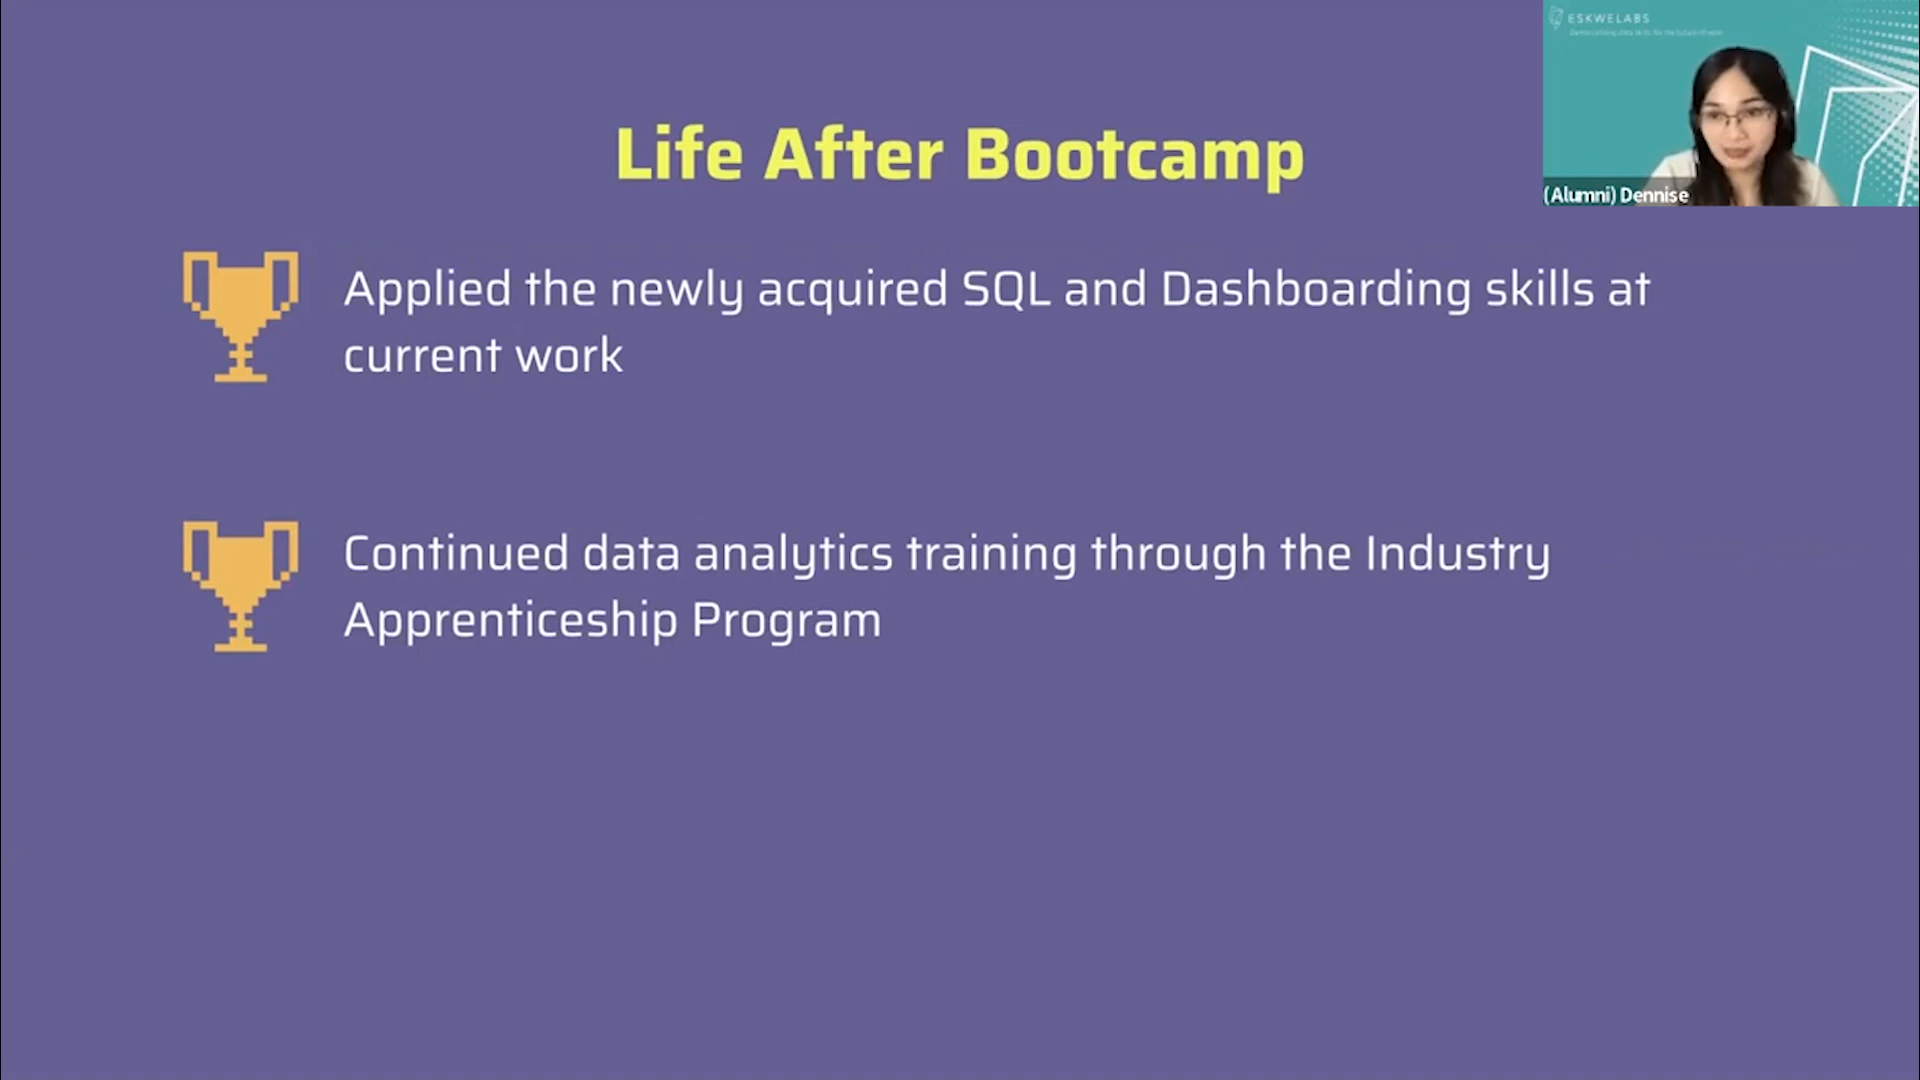 ESKWELABS
(Alumni) Dennise
Life After Bootcamp
Applied the newly acquired SQL and Dashboarding skills at
current work
Continued data analytics training through the Industry
Apprenticeship Program